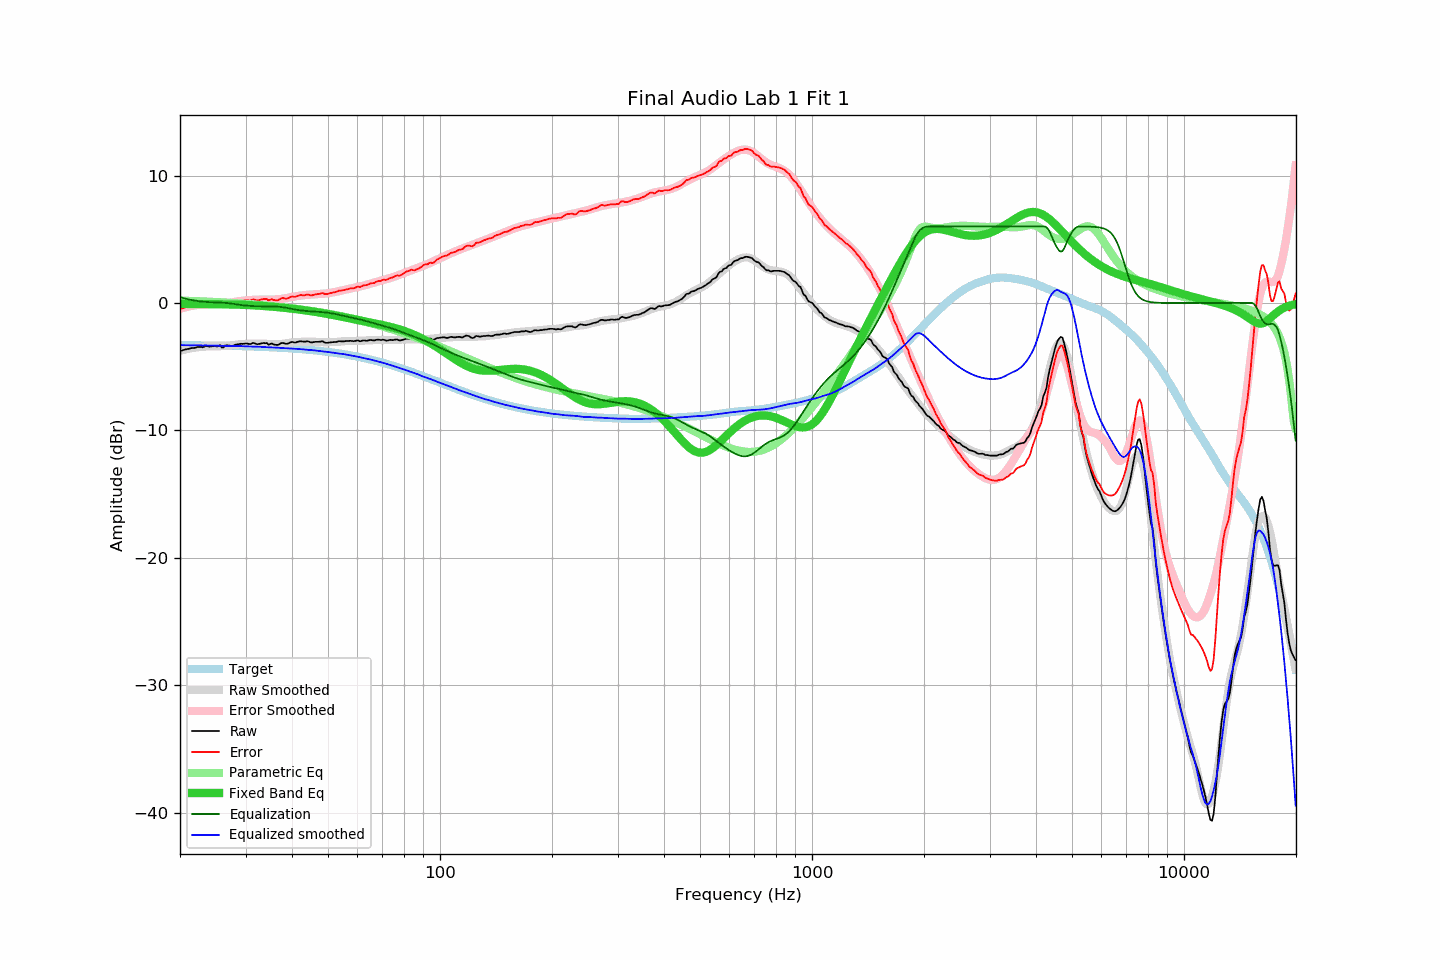 Final Audio Lab 1 Fit 1
10
0
−10
−20
−30
−40
Amplitude (dBr)
Target
Raw Smoothed
Error Smoothed
Raw
Error
Parametric Eq
Fixed Band Eq
Equalization
Equalized smoothed
100
1000
10000
Frequency (Hz)